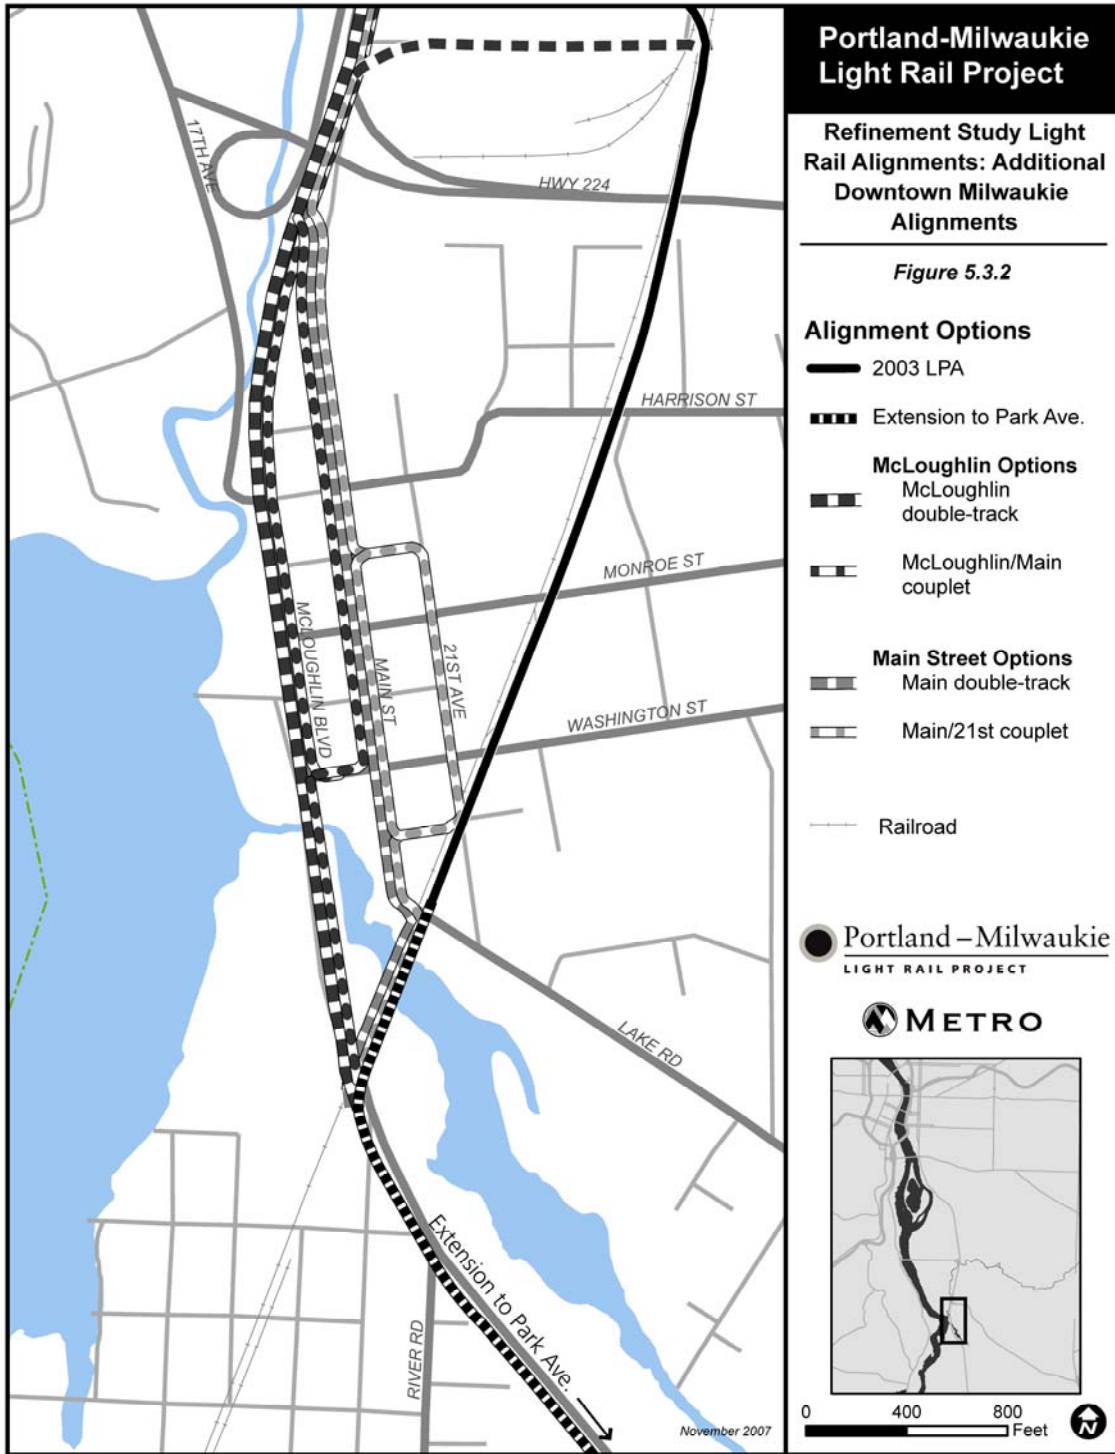 Portland-Milwaukie
Light Rail Project
Refinement Study Light
Rail Alignments: Additional
Downtown Milwaukie
Alignments
Figure 5.3.2
Alignment Options
2003 LPA
Extension to Park Ave.
McLoughlin Options
McLoughlin
double-track
McLoughlin/Main
couplet
Main Street Options
Main double-track
Main/21st couplet
Railroad
Portland – Milwaukie
LIGHT RAIL PROJECT
METRO
0 400 800
Feet
N
17TH AVE
HWY 224
HARRISON ST
MONROE ST
MCLOUGHLIN BLVD
MAIN ST
21ST AVE
WASHINGTON ST
LAKE RD
Extension to Park Ave.
RIVER RD
November 2007